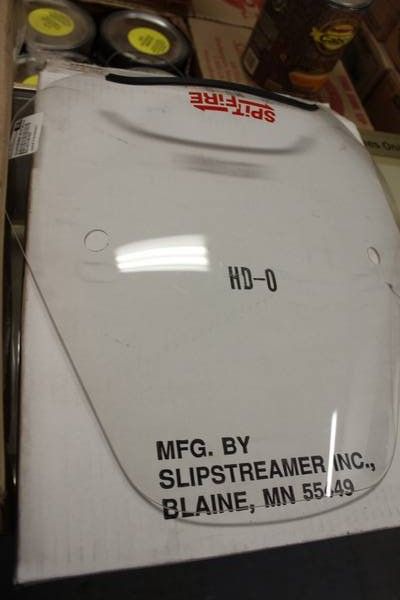 SPiTFiRE
HD-0
MFG. BY
SLIPSTREAMER INC.,
BLAINE, MN 55449